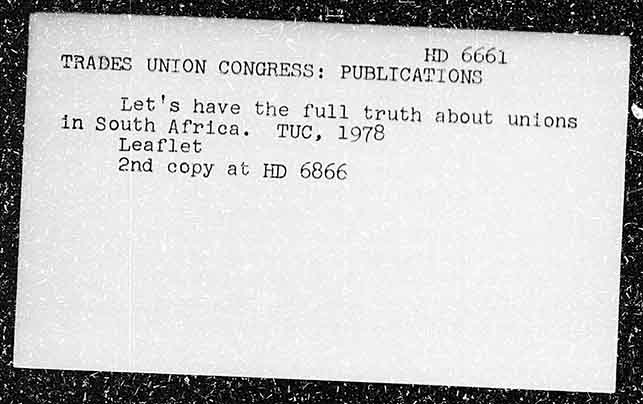 HD 6661
TRADES UNION CONGRESS: PUBLICATIONS
Let's have the full truth about unions
in South Africa. TUC, 1978
Leaflet
2nd copy at HD 6866